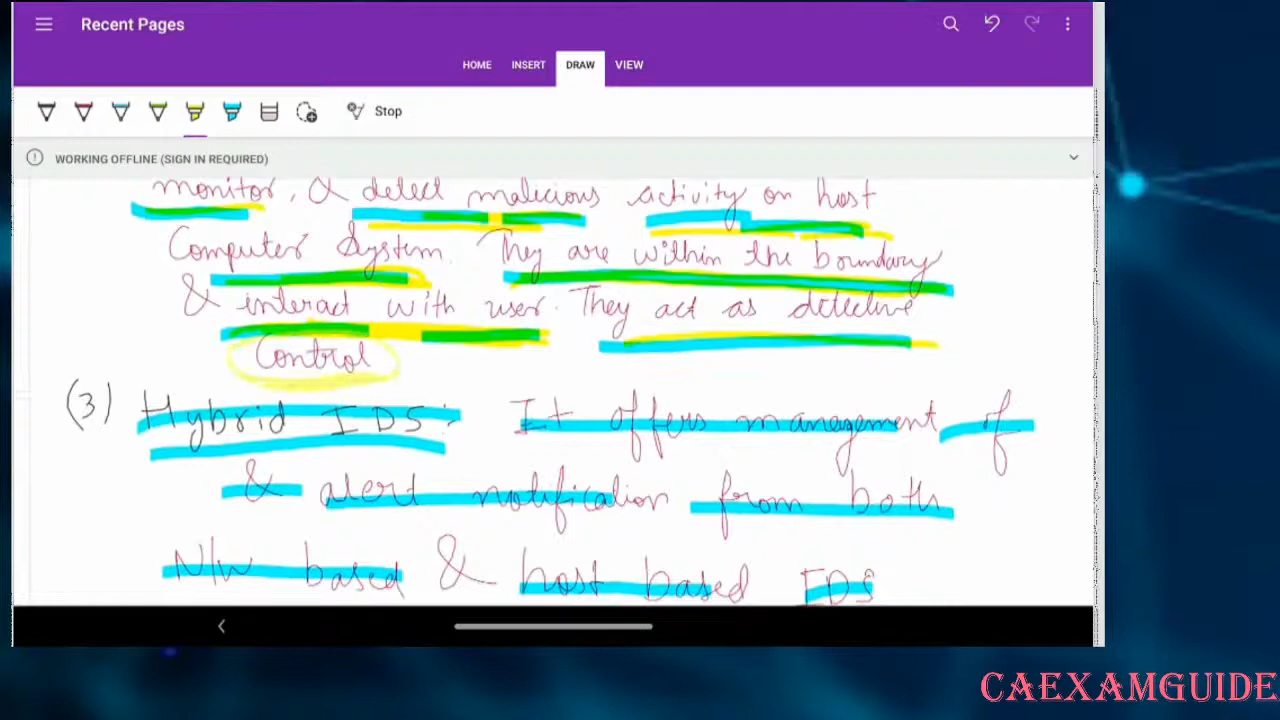 Recent Pages
HOME INSERT DRAW VIEW
Stop
WORKING OFFLINE (SIGN IN REQUIRED)
monitor, & detect malicious activity on host
Computer System. They are within the boundary
& interact with user. They act as detective
Control
(3) Hybrid IDS: It offers management of
& alert notification from both
N/W based & host based IDS
CAEXAMGUIDE